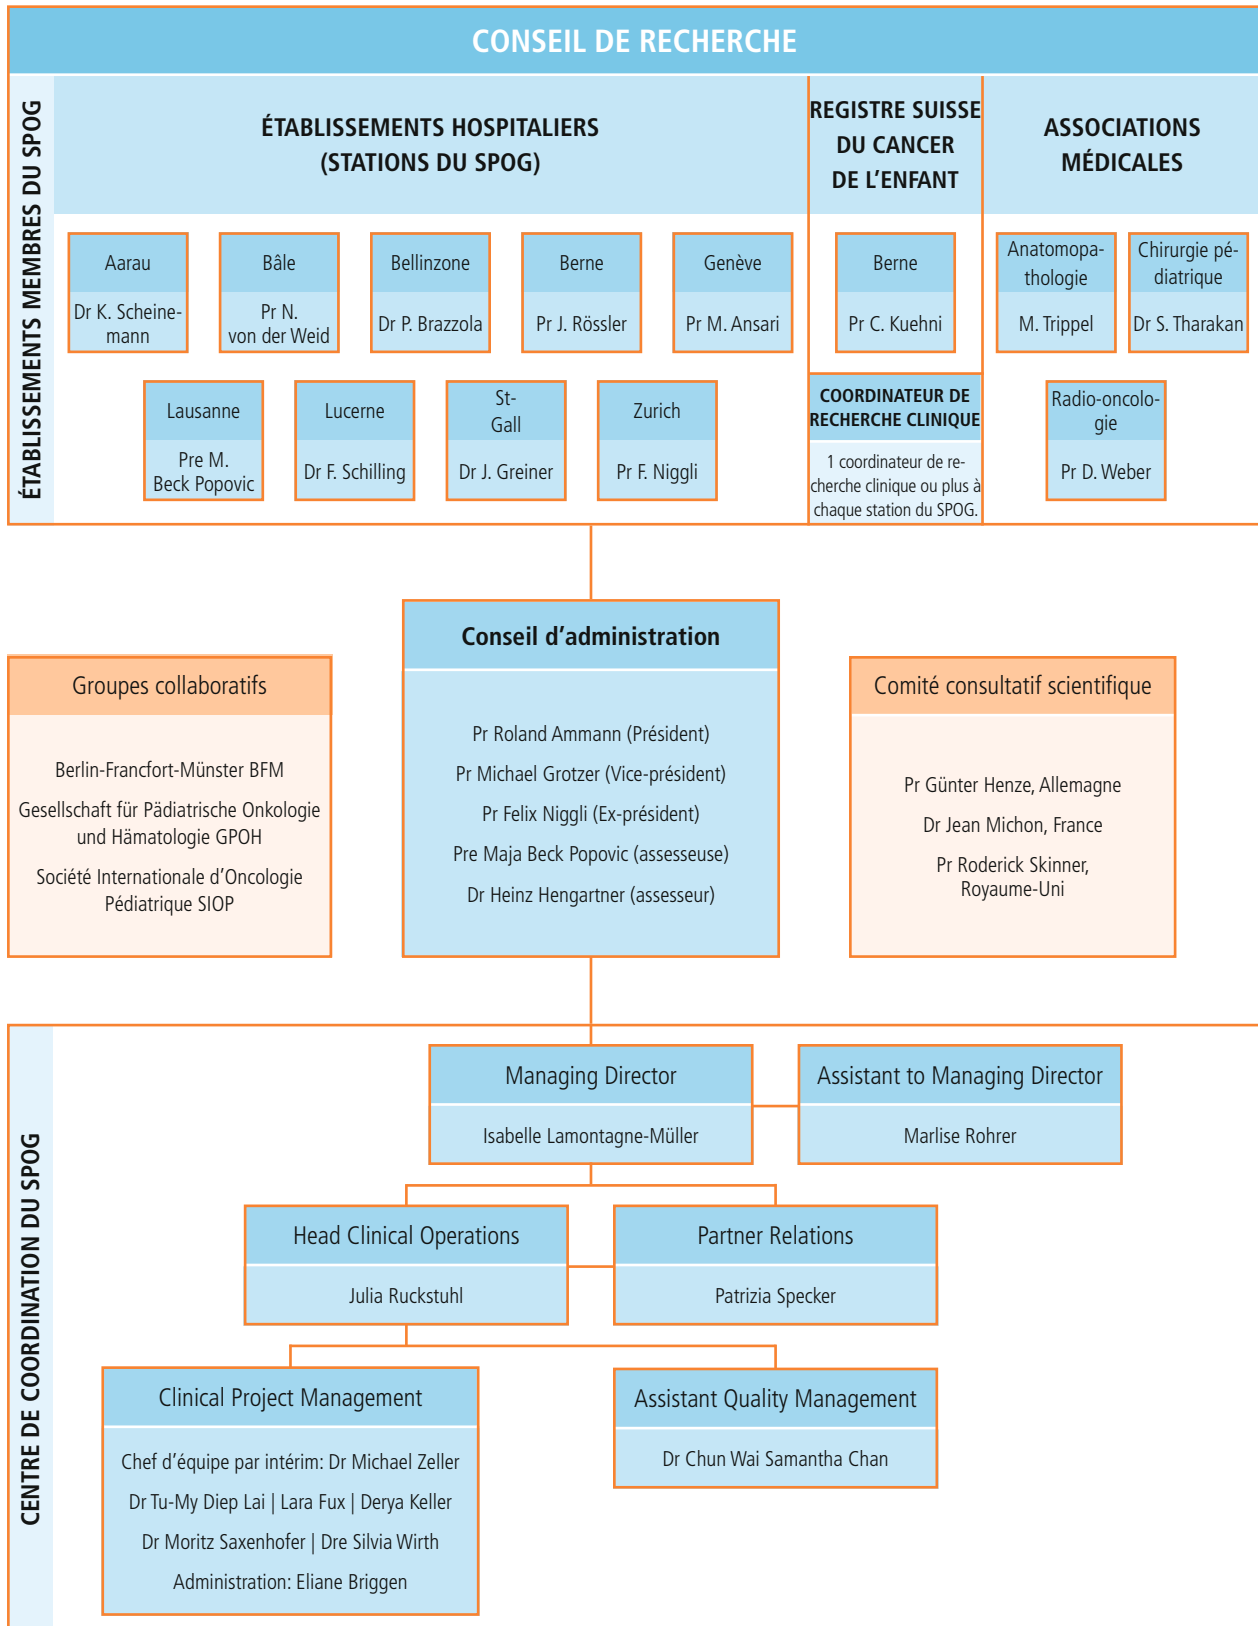 CONSEIL DE RECHERCHE
ÉTABLISSEMENTS MEMBRES DU SPOG
ÉTABLISSEMENTS HOSPITALIERS
(STATIONS DU SPOG)
REGISTRE SUISSE
DU CANCER
DE L'ENFANT
ASSOCIATIONS
MÉDICALES
Aarau
Dr K. Scheine-
mann
Bâle
Pr N.
von der Weid
Bellinzone
Dr P. Brazzola
Berne
Pr J. Rössler
Genève
Pr M. Ansari
Berne
Pr C. Kuehni
Anatomopa-
thologie
M. Trippel
Chirurgie pé-
diatrique
Dr S. Tharakan
Lausanne
Pre M.
Beck Popovic
Lucerne
Dr F. Schilling
St-
Gall
Dr J. Greiner
Zurich
Pr F. Niggli
COORDINATEUR DE
RECHERCHE CLINIQUE
1 coordinateur de re-
cherche clinique ou plus à
chaque station du SPOG.
Radio-oncolo-
gie
Pr D. Weber
Conseil d'administration
Pr Roland Ammann (Président)
Pr Michael Grotzer (Vice-président)
Pr Felix Niggli (Ex-président)
Pre Maja Beck Popovic (assesseuse)
Dr Heinz Hengartner (assesseur)
Groupes collaboratifs
Berlin-Francfort-Münster BFM
Gesellschaft für Pädiatrische Onkologie
und Hämatologie GPOH
Société Internationale d'Oncologie
Pédiatrique SIOP
Comité consultatif scientifique
Pr Günter Henze, Allemagne
Dr Jean Michon, France
Pr Roderick Skinner,
Royaume-Uni
CENTRE DE COORDINATION DU SPOG
Managing Director
Isabelle Lamontagne-Müller
Assistant to Managing Director
Marlise Rohrer
Head Clinical Operations
Julia Ruckstuhl
Partner Relations
Patrizia Specker
Clinical Project Management
Chef d'équipe par intérim: Dr Michael Zeller
Dr Tu-My Diep Lai | Lara Fux | Derya Keller
Dr Moritz Saxenhofer | Dre Silvia Wirth
Administration: Eliane Briggen
Assistant Quality Management
Dr Chun Wai Samantha Chan